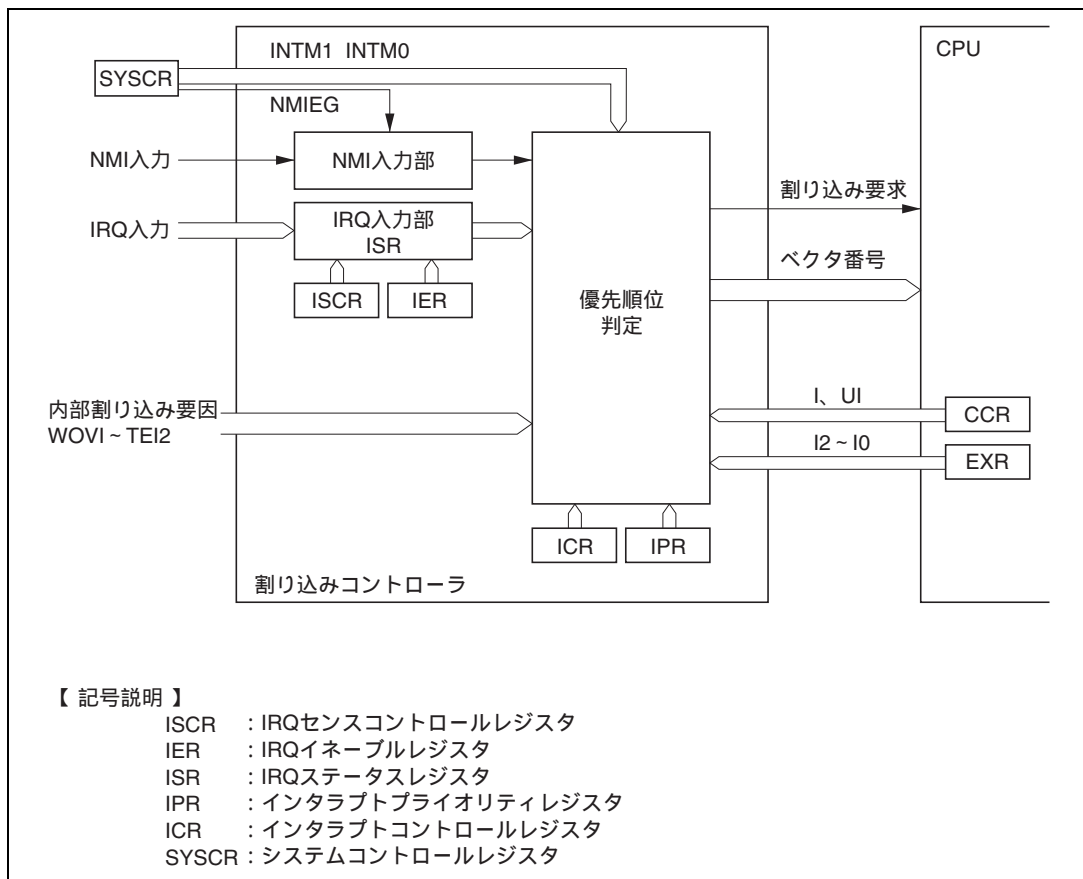 INTM1 INTM0
CPU
SYSCR
NMIEG
NMI入力
NMI入力部
割り込み要求
IRQ入力
IRQ入力部
ISR
ベクタ番号
ISCR
IER
優先順位
判定
I、UI
CCR
内部割り込み要因
WOVI~TEI2
I2~I0
EXR
ICR
IPR
割り込みコントローラ
【 記号説明 】
ISCR :IRQセンスコントロールレジスタ
IER :IRQイネーブルレジスタ
ISR :IRQステータスレジスタ
IPR :インタラプトプライオリティレジスタ
ICR :インタラプトコントロールレジスタ
SYSCR :システムコントロールレジスタ